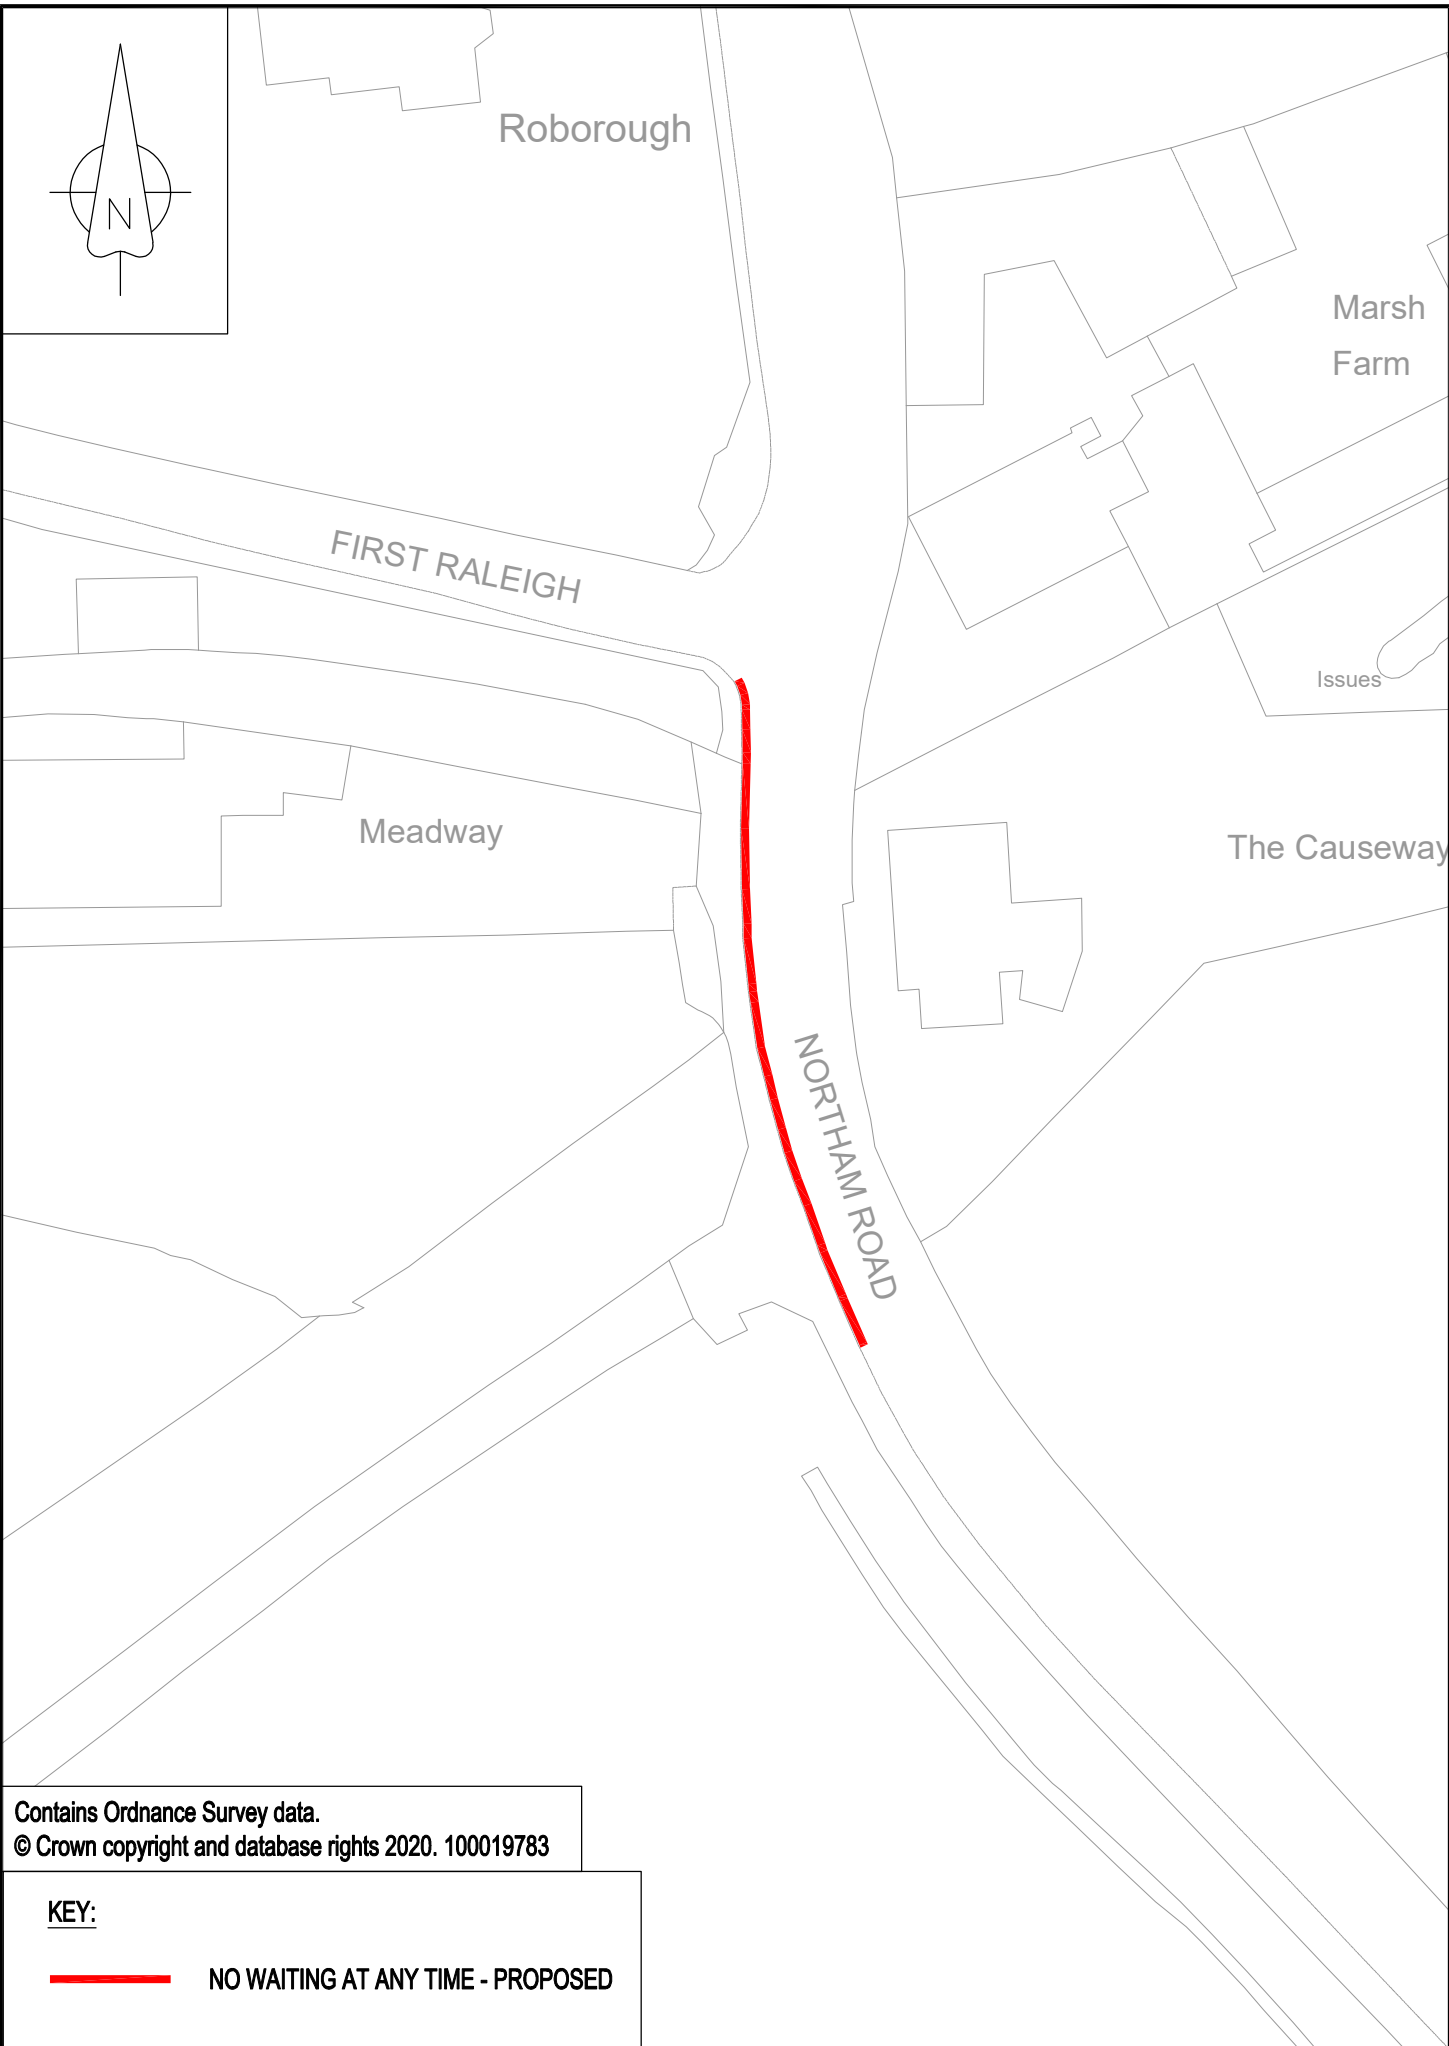 N
Roborough
Marsh
Farm
FIRST RALEIGH
Issues
Meadway
The Causeway
NORTHAM ROAD
Contains Ordnance Survey data.
© Crown copyright and database rights 2020. 100019783
KEY:
NO WAITING AT ANY TIME - PROPOSED